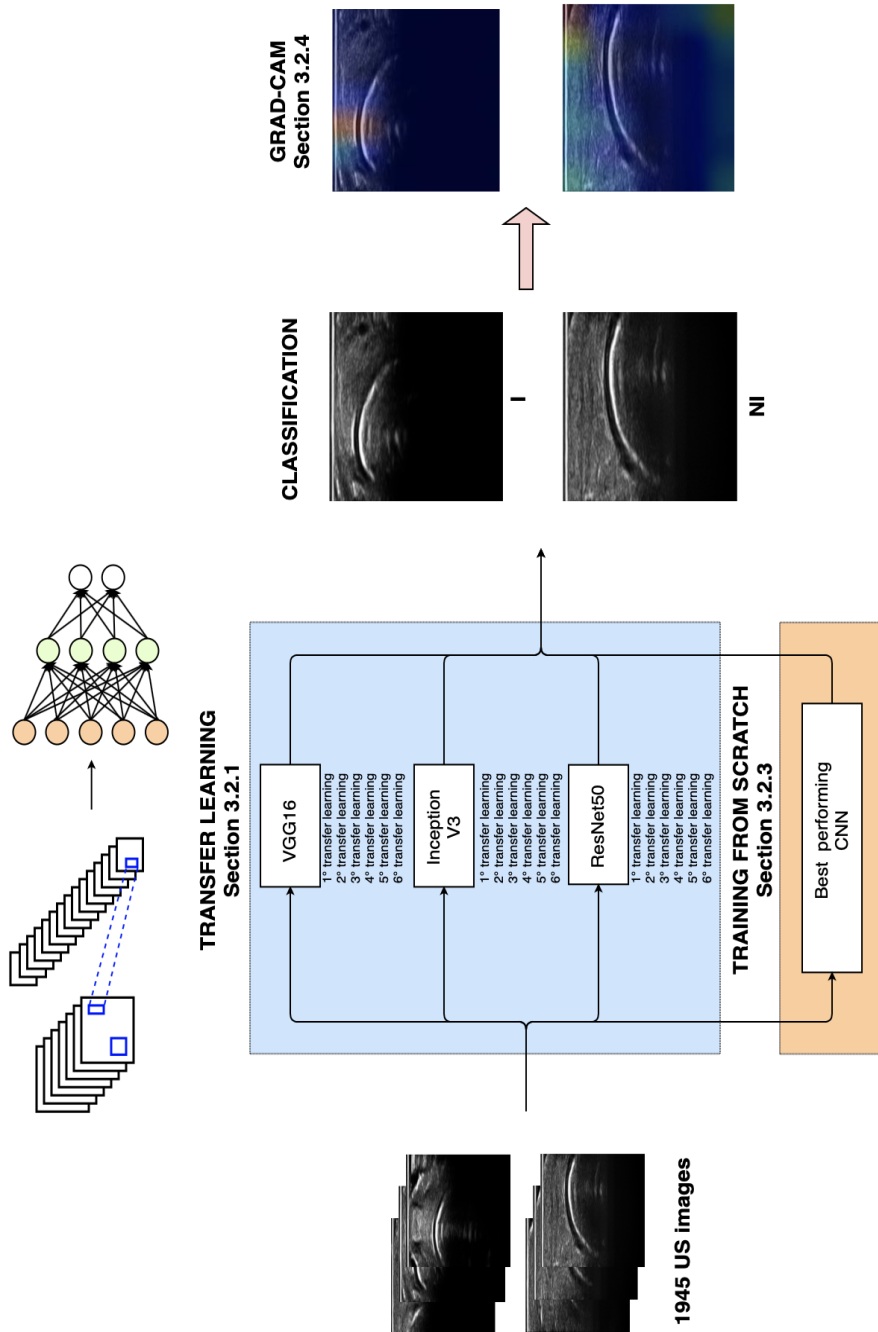 1945 US images
TRANSFER LEARNING
Section 3.2.1
VGG16
1° transfer learning
2° transfer learning
3° transfer learning
4° transfer learning
5° transfer learning
6° transfer learning
Inception
V3
1° transfer learning
2° transfer learning
3° transfer learning
4° transfer learning
5° transfer learning
6° transfer learning
ResNet50
1° transfer learning
2° transfer learning
3° transfer learning
4° transfer learning
5° transfer learning
6° transfer learning
TRAINING FROM SCRATCH
Section 3.2.3
Best performing
CNN
CLASSIFICATION
I
NI
GRAD-CAM
Section 3.2.4